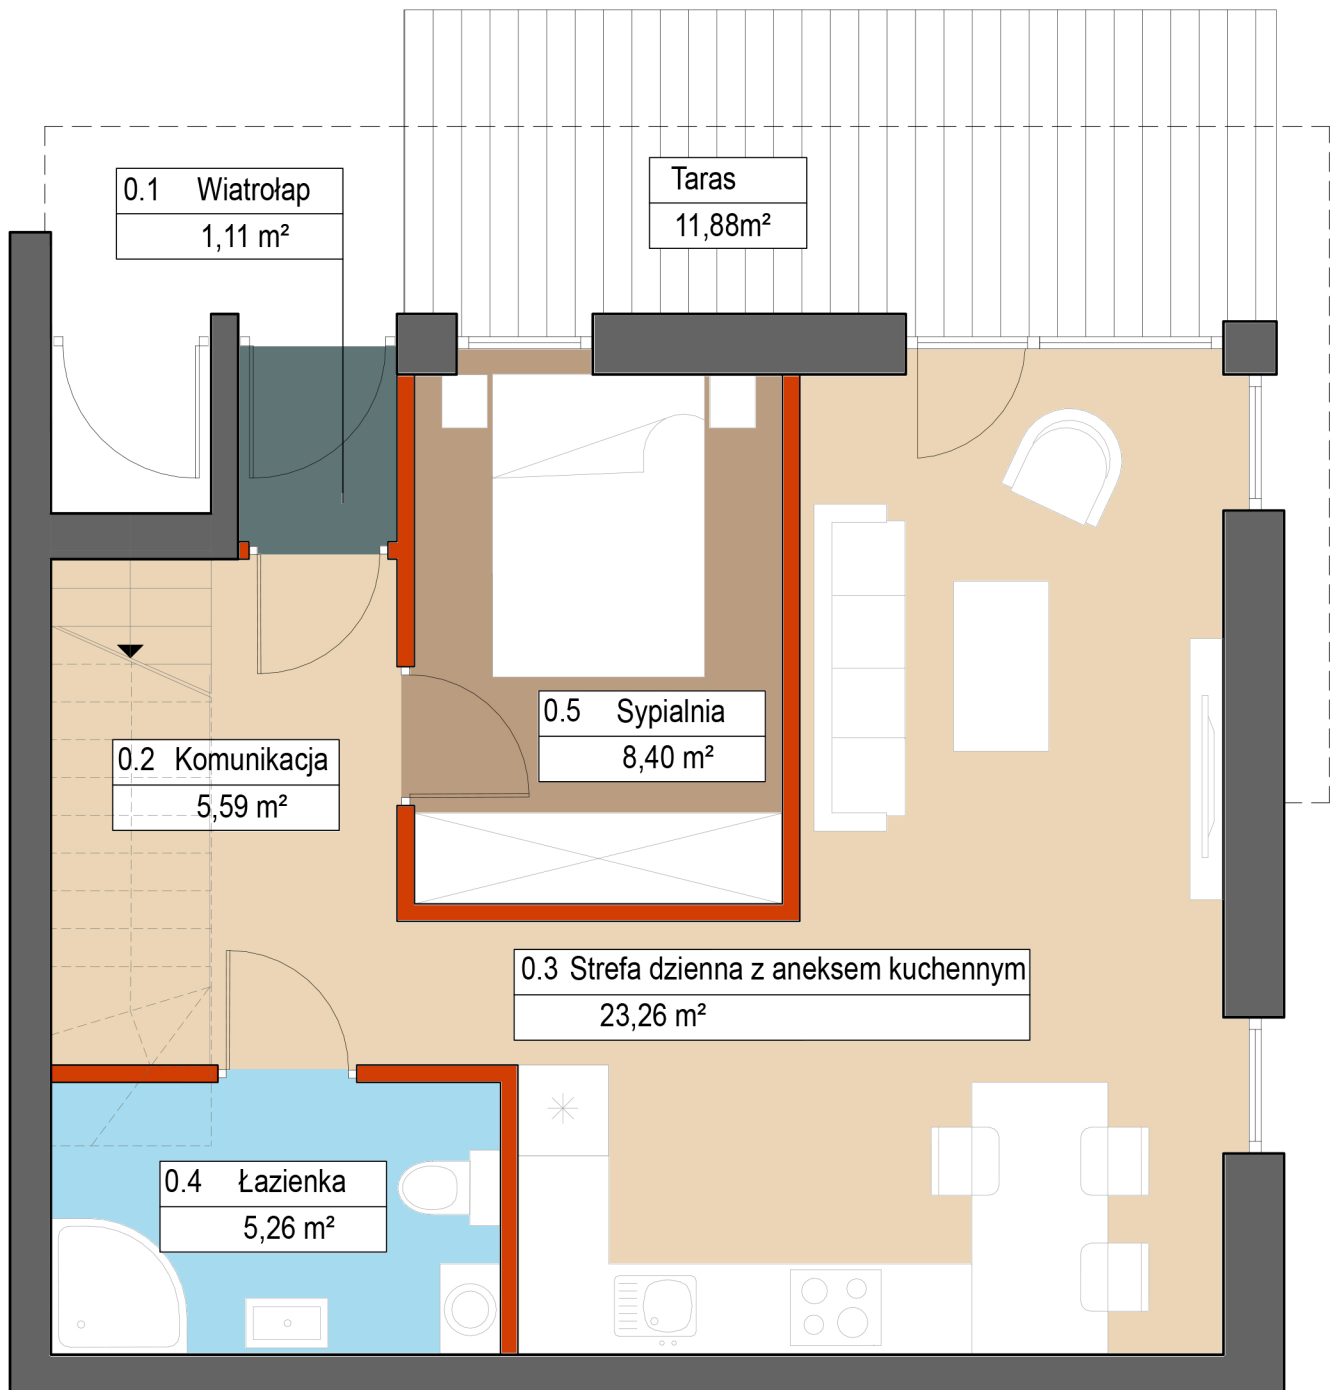 0.1 Wiatrołap
1,11 m²
Taras
11,88m²
0.5 Sypialnia
8,40 m²
0.2 Komunikacja
5,59 m²
0.3 Strefa dzienna z aneksem kuchennym
23,26 m²
0.4 Łazienka
5,26 m²